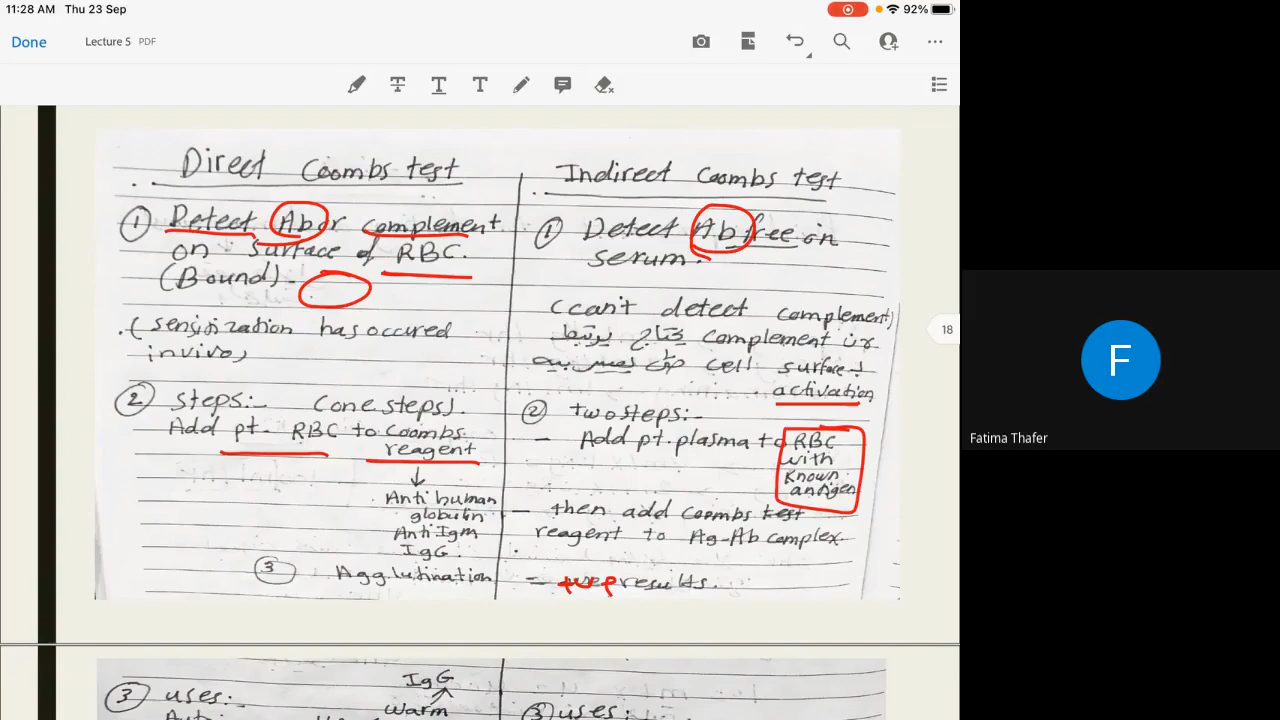 11:28 AM Thu 23 Sep
92%
Done
Lecture 5 PDF
T T T
18
Direct Coombs test
① Detect Ab or complement
on surface of RBC.
(Bound).
(sensitization has occured
invivo)
② steps:- (one steps).
Add pt. RBC to Coombs
reagent
Anti human
globulin
Anti IgM
IgG.
③ Agglutination = +ve results.
Indirect Coombs test
① Detect Ab free in
serum.
(can't detect complement)
complement يحتاج يرتبط
cell surface
activation
② two steps:-
- Add pt. plasma to RBC
with
known
antigen
- then add Coombs test
reagent to Ag-Ab complex.
③ uses:-
IgG
Warm
③ uses:
F
Fatima Thafer